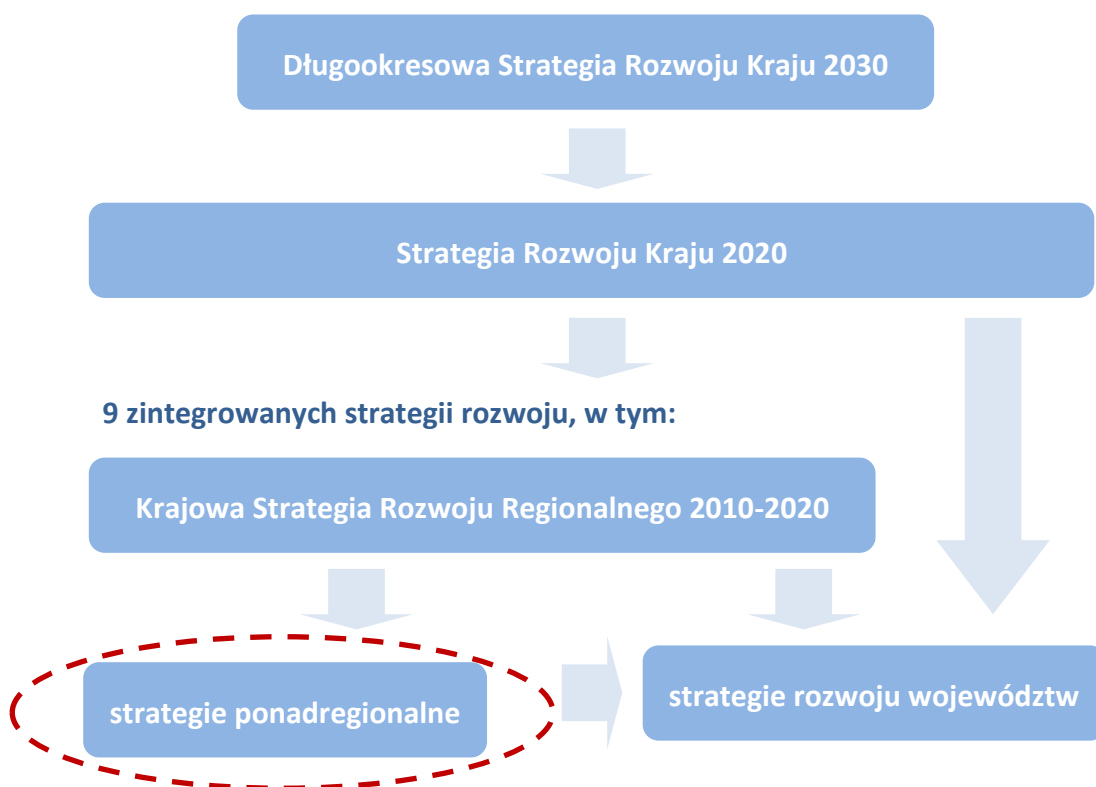 Długookresowa Strategia Rozwoju Kraju 2030
Strategia Rozwoju Kraju 2020
9 zintegrowanych strategii rozwoju, w tym:
Krajowa Strategia Rozwoju Regionalnego 2010-2020
strategie ponadregionalne
strategie rozwoju województw